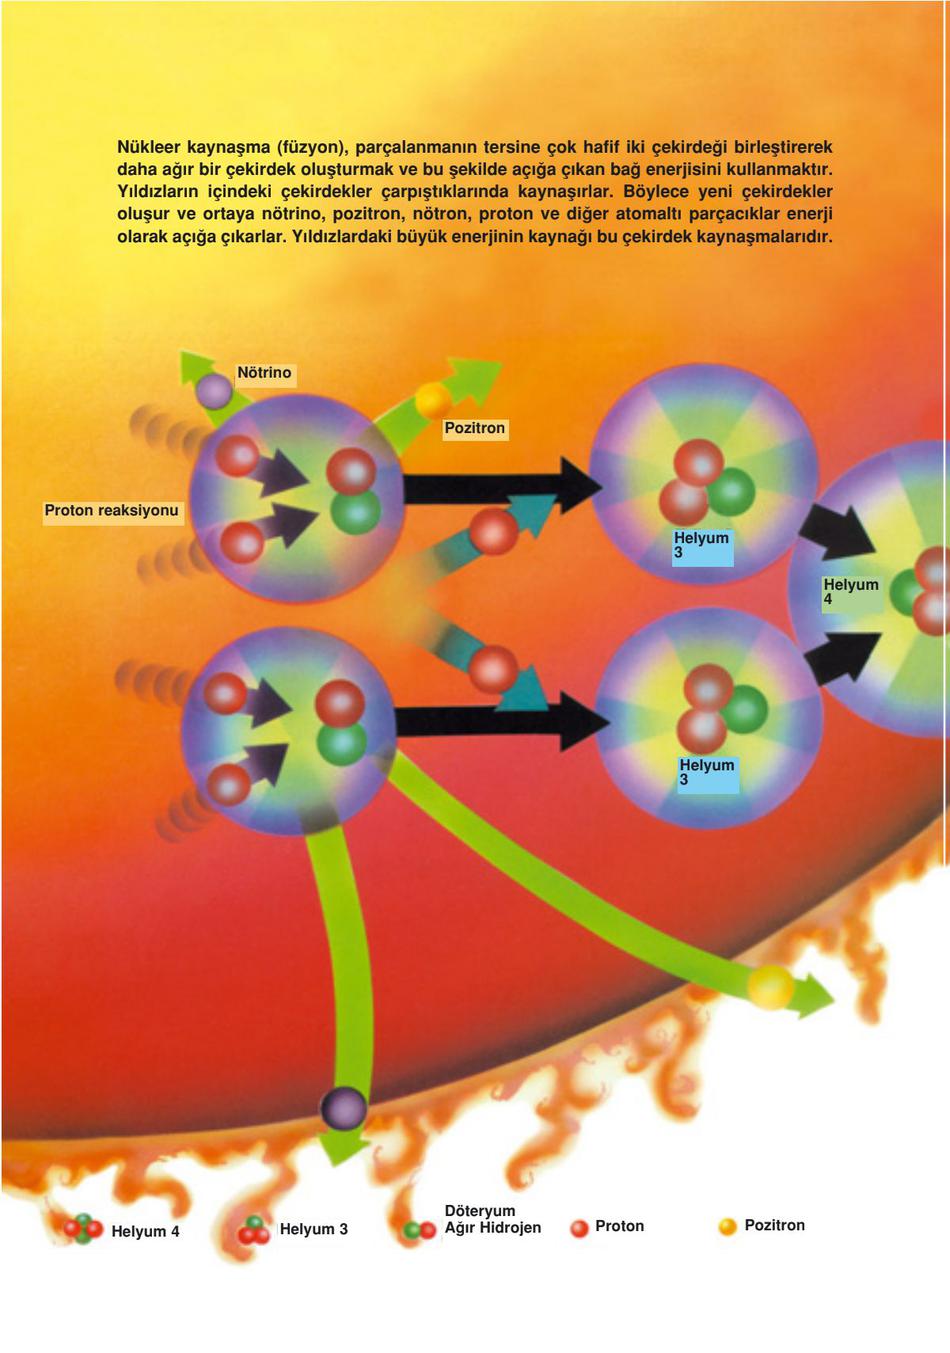 Nükleer kaynaşma (füzyon), parçalanmanın tersine çok hafif iki çekirdeği birleştirerek
daha ağır bir çekirdek oluşturmak ve bu şekilde açığa çıkan bağ enerjisini kullanmaktır.
Yıldızların içindeki çekirdekler çarpıştıklarında kaynaşırlar. Böylece yeni çekirdekler
oluşur ve ortaya nötrino, pozitron, nötron, proton ve diğer atomaltı parçacıklar enerji
olarak açığa çıkarlar. Yıldızlardaki büyük enerjinin kaynağı bu çekirdek kaynaşmalarıdır.
Nötrino
Pozitron
Proton reaksiyonu
Helyum
3
Helyum
4
Helyum
3
Helyum 4
Helyum 3
Döteryum
Ağır Hidrojen
Proton
Pozitron